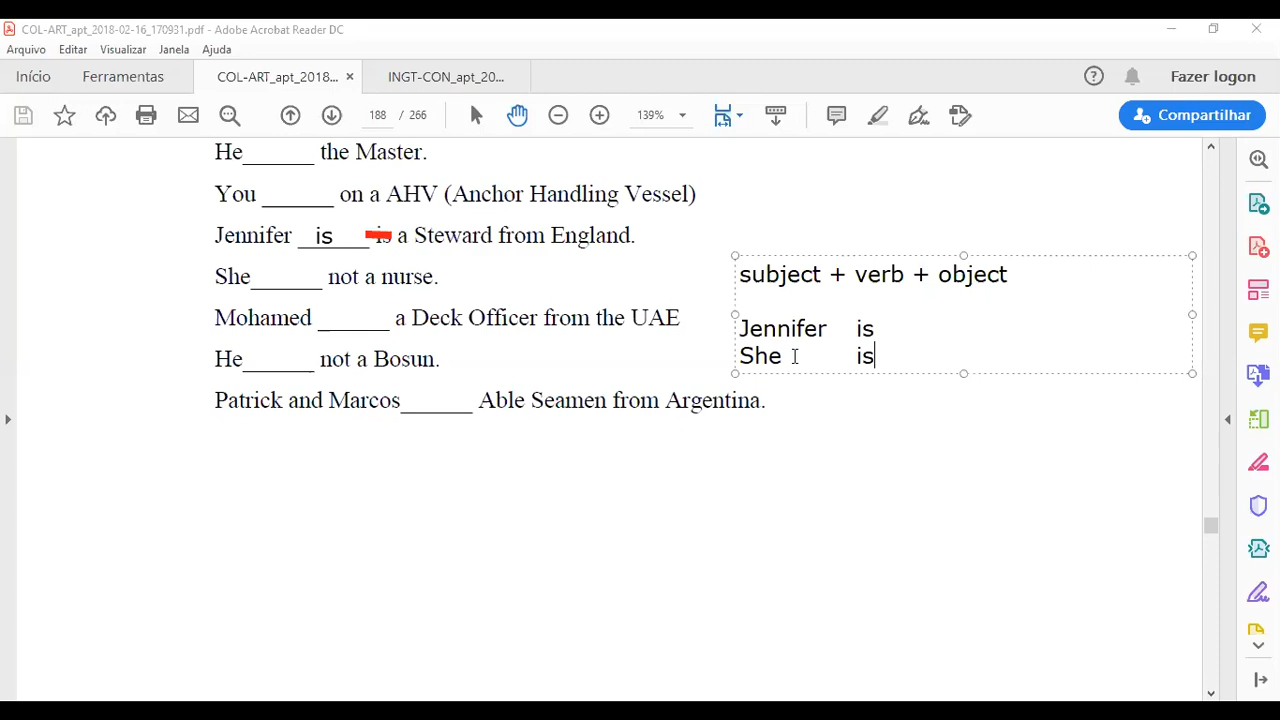 COL-ART_apt_2018-02-16_170931.pdf - Adobe Acrobat Reader DC
Arquivo Editar Visualizar Janela Ajuda
Início Ferramentas COL-ART_apt_2018... × INGT-CON_apt_20... Fazer logon
188 / 266 139% Compartilhar
He______ the Master.
You ______ on a AHV (Anchor Handling Vessel)
Jennifer __is__ is a Steward from England.
She______ not a nurse.
Mohamed ______ a Deck Officer from the UAE
He______ not a Bosun.
Patrick and Marcos______ Able Seamen from Argentina.
subject + verb + object
Jennifer is
She is